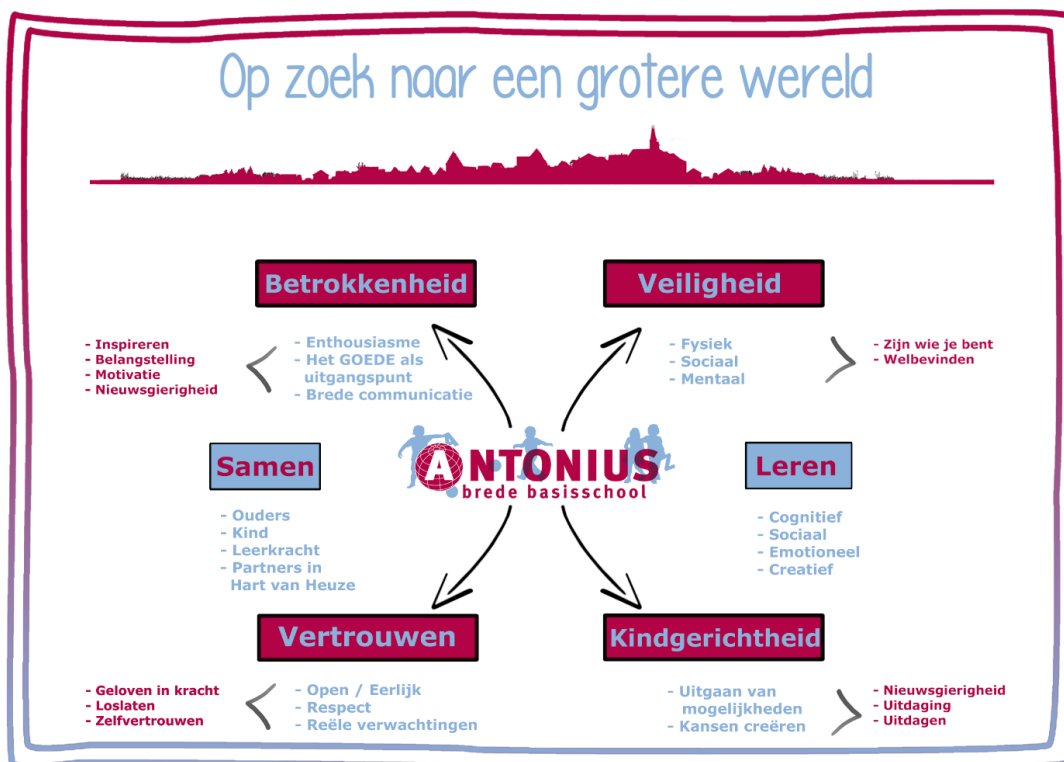 Op zoek naar een grotere wereld
Betrokkenheid
- Inspireren
- Belangstelling
- Motivatie
- Nieuwsgierigheid
- Enthousiasme
- Het GOEDE als
uitgangspunt
- Brede communicatie
Veiligheid
- Fysiek
- Sociaal
- Mentaal
- Zijn wie je bent
- Welbevinden
Samen
- Ouders
- Kind
- Leerkracht
- Partners in
Hart van Heuze
ANTONIUS
brede basisschool
Leren
- Cognitief
- Sociaal
- Emotioneel
- Creatief
Vertrouwen
- Geloven in kracht
- Loslaten
- Zelfvertrouwen
- Open / Eerlijk
- Respect
- Reële verwachtingen
Kindgerichtheid
- Uitgaan van
mogelijkheden
- Kansen creëren
- Nieuwsgierigheid
- Uitdaging
- Uitdagen